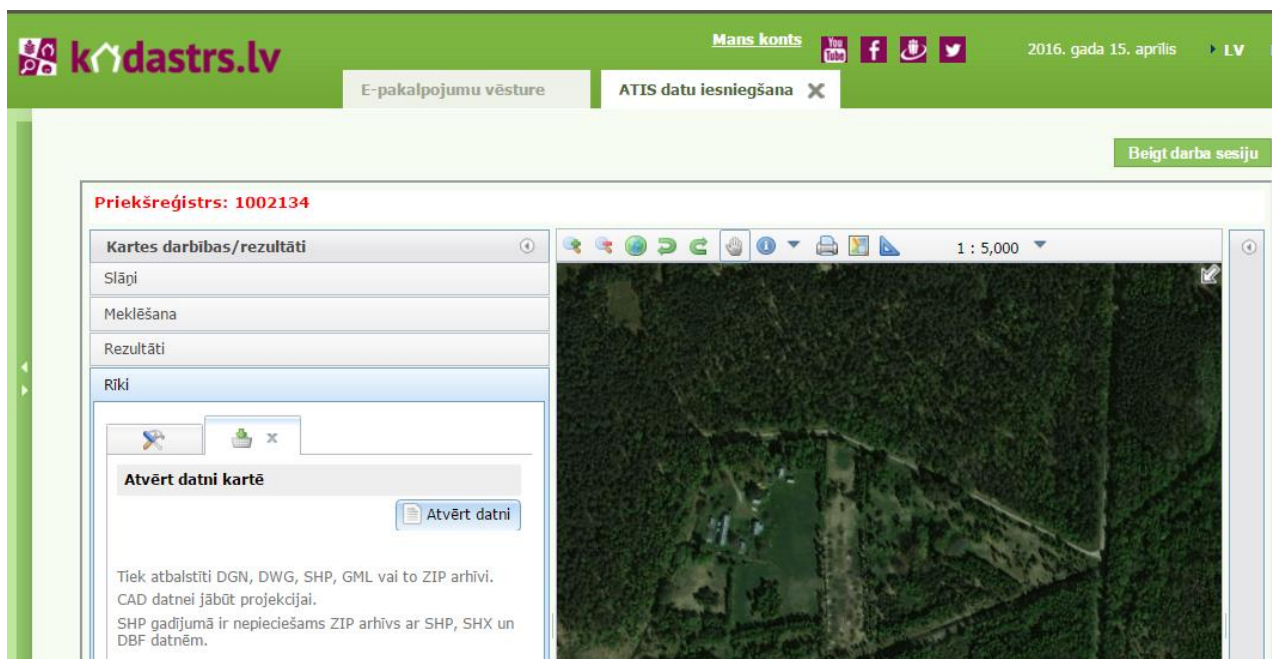 kadastrs.lv
Mans konts
You
Tube
2016. gada 15. aprīlis
LV
E-pakalpojumu vēsture
ATIS datu iesniegšana
Beigt darba sesiju
Priekšreģistrs: 1002134
Kartes darbības/rezultāti
1 : 5,000
Slāņi
Meklēšana
Rezultāti
Rīki
Atvērt datni kartē
Atvērt datni
Tiek atbalstīti DGN, DWG, SHP, GML vai to ZIP arhīvi.
CAD datnei jābūt projekcijai.
SHP gadījumā ir nepieciešams ZIP arhīvs ar SHP, SHX un
DBF datnēm.